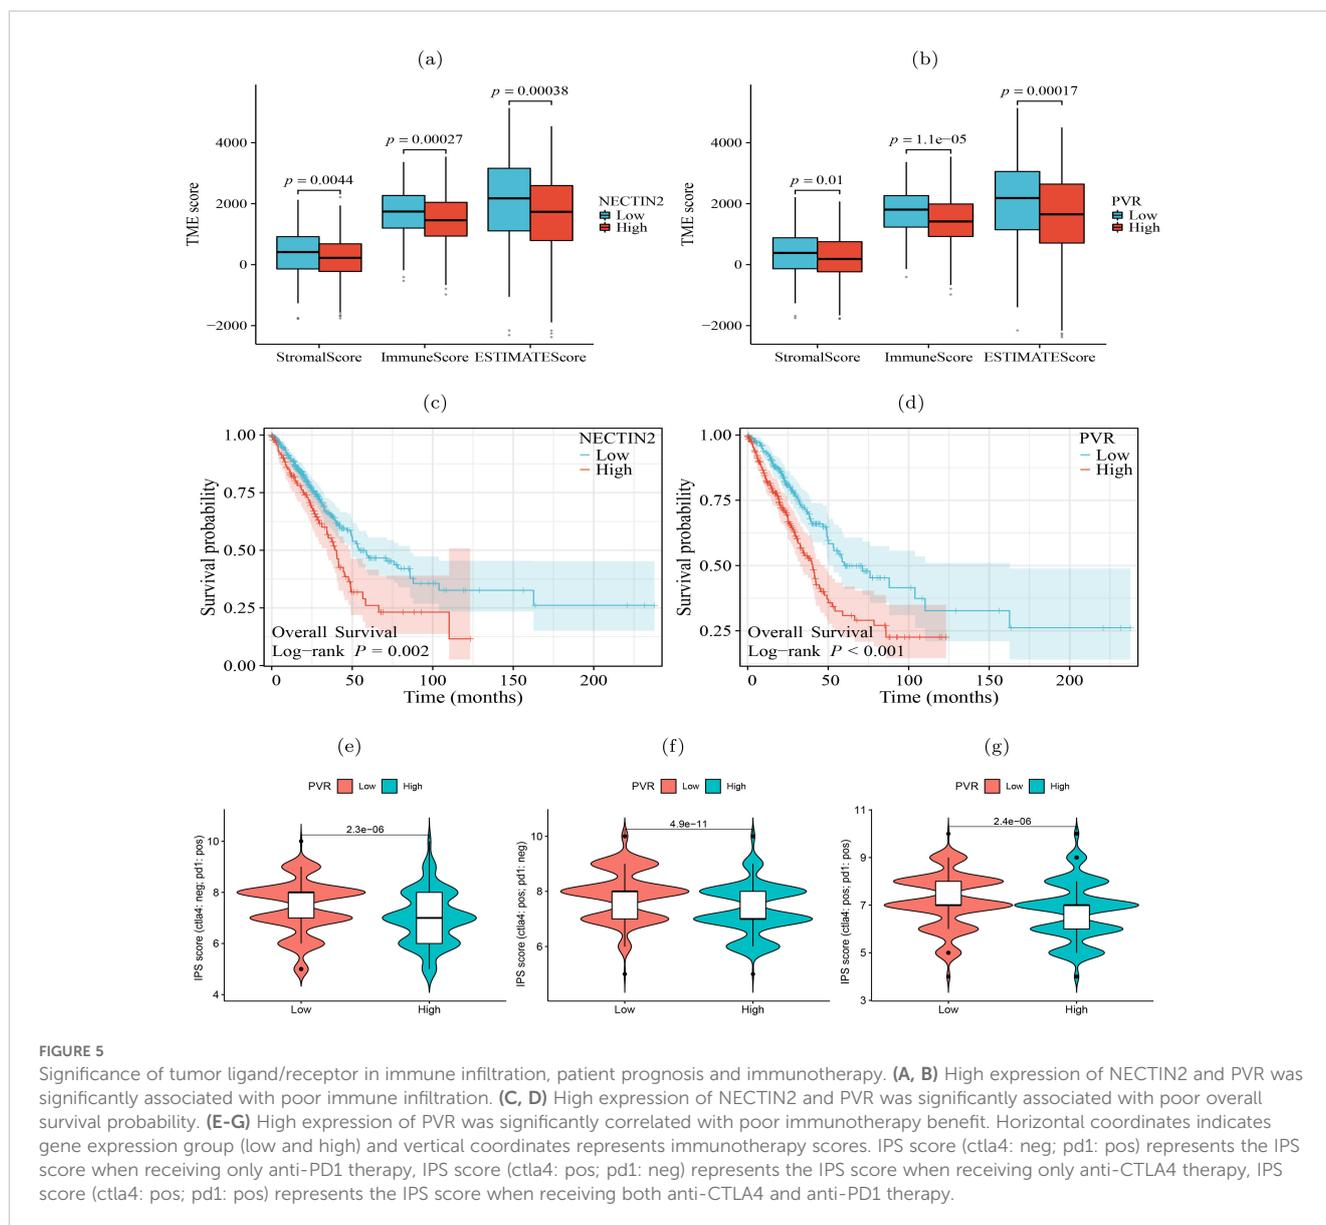 (a)
TME score
4000
2000
0
−2000
p = 0.0044
p = 0.00027
p = 0.00038
StromalScore
ImmuneScore
ESTIMATEScore
NECTIN2
Low
High
(b)
TME score
4000
2000
0
−2000
p = 0.01
p = 1.1e−05
p = 0.00017
StromalScore
ImmuneScore
ESTIMATEScore
PVR
Low
High
(c)
Survival probability
1.00
0.75
0.50
0.25
0.00
NECTIN2
Low
High
Overall Survival
Log−rank P = 0.002
0
50
100
150
200
Time (months)
(d)
Survival probability
1.00
0.75
0.50
0.25
PVR
Low
High
Overall Survival
Log−rank P < 0.001
0
50
100
150
200
Time (months)
(e)
PVR Low High
IPS score (ctla4: neg; pd1: pos)
10
8
6
4
2.3e−06
Low
High
(f)
PVR Low High
IPS score (ctla4: pos; pd1: neg)
10
8
6
4.9e−11
Low
High
(g)
PVR Low High
IPS score (ctla4: pos; pd1: pos)
11
9
7
5
3
2.4e−06
Low
High
FIGURE 5
Significance of tumor ligand/receptor in immune infiltration, patient prognosis and immunotherapy. (A, B) High expression of NECTIN2 and PVR was
significantly associated with poor immune infiltration. (C, D) High expression of NECTIN2 and PVR was significantly associated with poor overall
survival probability. (E-G) High expression of PVR was significantly correlated with poor immunotherapy benefit. Horizontal coordinates indicates
gene expression group (low and high) and vertical coordinates represents immunotherapy scores. IPS score (ctla4: neg; pd1: pos) represents the IPS
score when receiving only anti-PD1 therapy, IPS score (ctla4: pos; pd1: neg) represents the IPS score when receiving only anti-CTLA4 therapy, IPS
score (ctla4: pos; pd1: pos) represents the IPS score when receiving both anti-CTLA4 and anti-PD1 therapy.